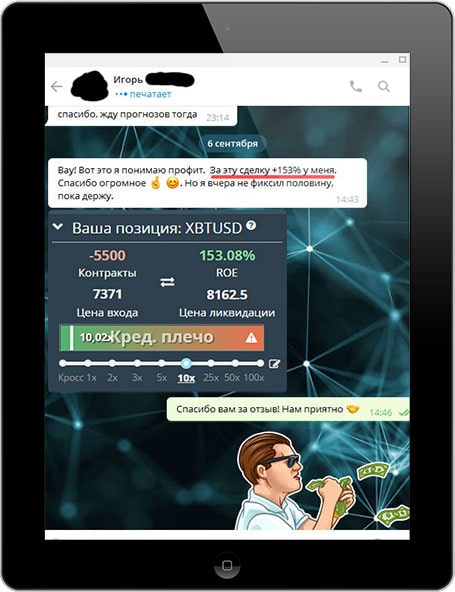 Игорь
печатает
спасибо, жду прогнозов тогда
23:14
6 сентября
Вау! Вот это я понимаю профит. За эту сделку +153% у меня.
Спасибо огромное 🤞 😄. Но я вчера не фиксил половину,
пока держу.
14:43
Ваша позиция: XBTUSD ?
-5500 153.08%
Контракты ROE
7371 8162.5
Цена входа Цена ликвидации
10,02x Кред. плечо
Кросс 1x 2x 3x 5x 10x 25x 50x 100x
Спасибо вам за отзыв! Нам приятно 🤝
14:46